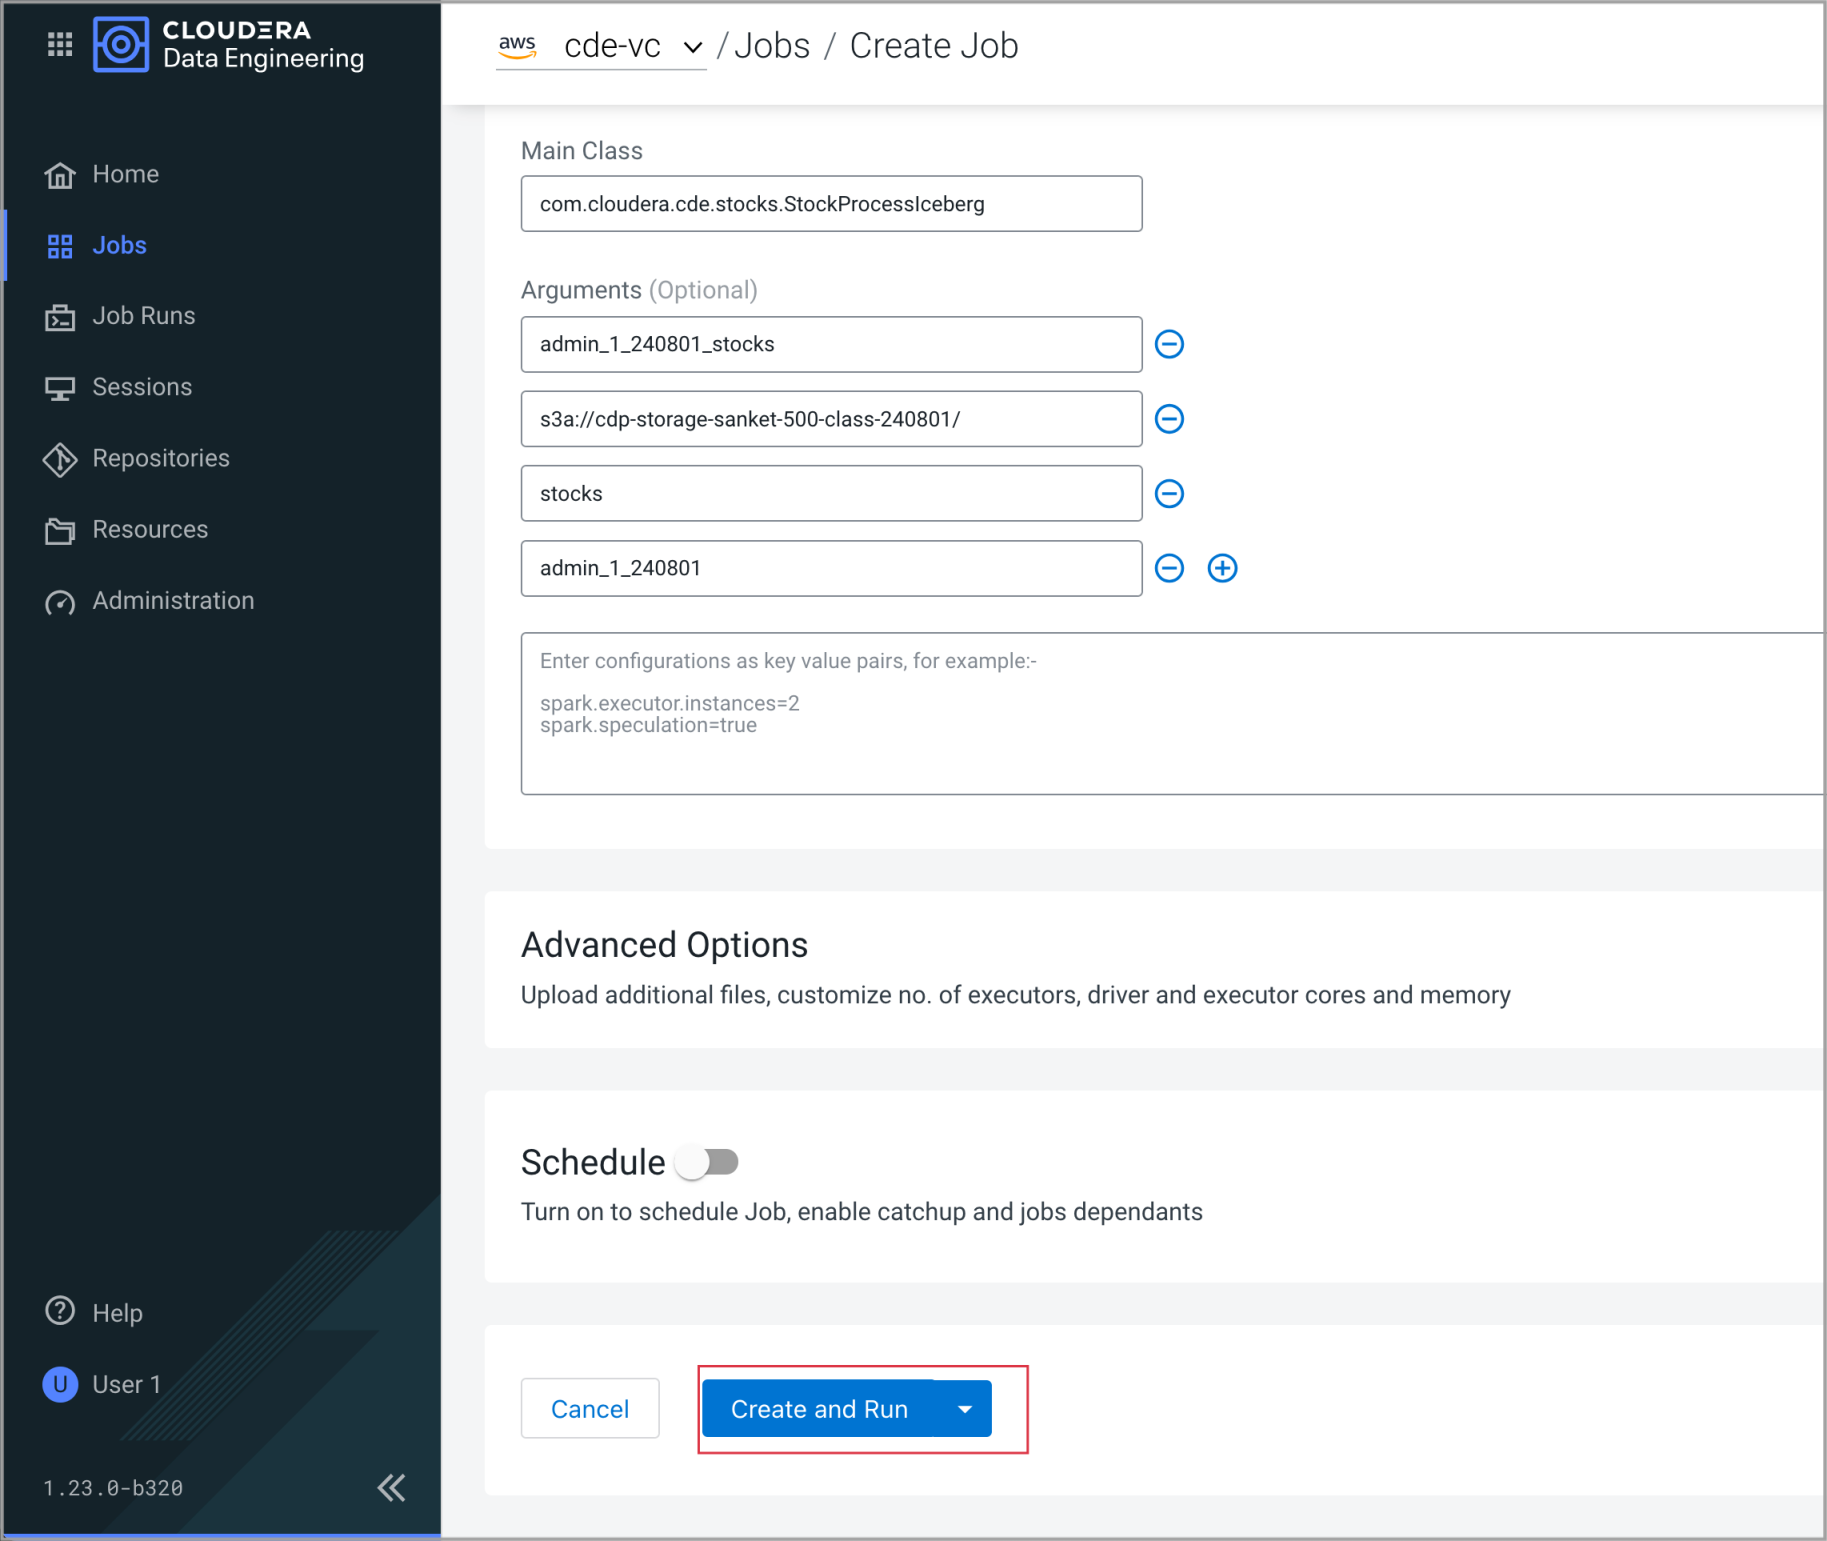 CLOUDERA
Data Engineering
Home
Jobs
Job Runs
Sessions
Repositories
Resources
Administration
Help
U User 1
1.23.0-b320
aws cde-vc / Jobs / Create Job
Main Class
com.cloudera.cde.stocks.StockProcessIceberg
Arguments (Optional)
admin_1_240801_stocks
s3a://cdp-storage-sanket-500-class-240801/
stocks
admin_1_240801
Enter configurations as key value pairs, for example:-
spark.executor.instances=2
spark.speculation=true
Advanced Options
Upload additional files, customize no. of executors, driver and executor cores and memory
Schedule
Turn on to schedule Job, enable catchup and jobs dependants
Cancel
Create and Run